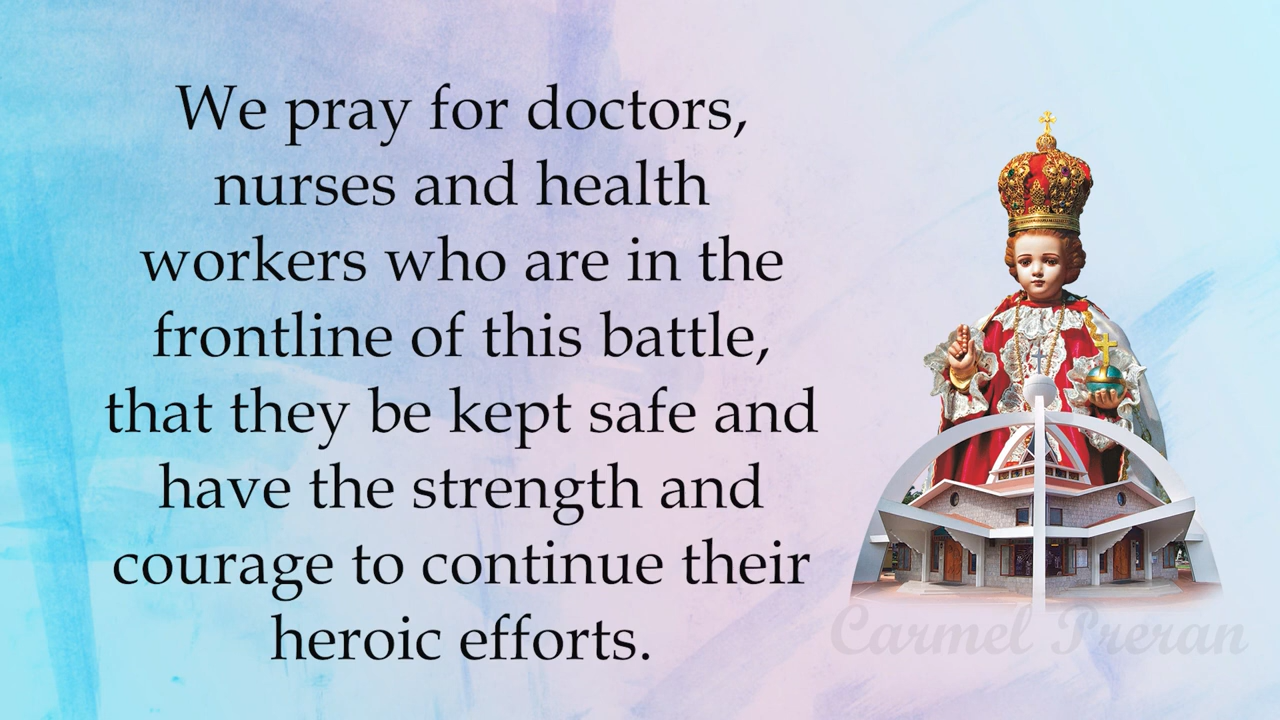 We pray for doctors,
nurses and health
workers who are in the
frontline of this battle,
that they be kept safe and
have the strength and
courage to continue their
heroic efforts.
Carmel Preran